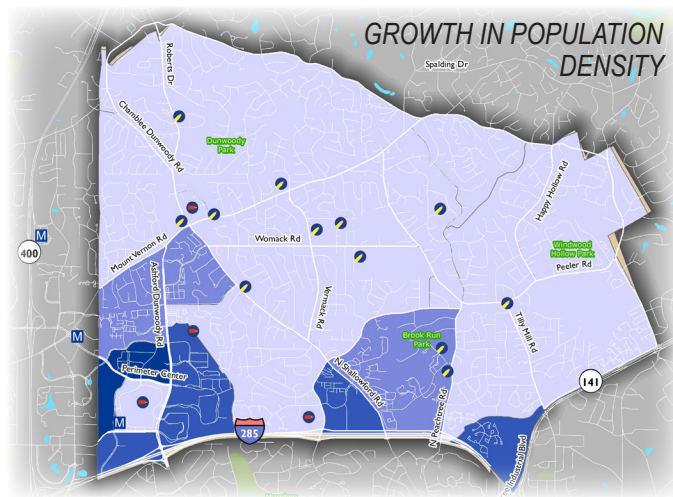 GROWTH IN POPULATION
DENSITY
Spalding Dr
Roberts Dr
Chamblee Dunwoody Rd
Dunwoody
Park
Happy Hollow Rd
M
400
Mount Vernon Rd
Womack Rd
Windwood
Hollow Park
Peeler Rd
Ashford Dunwoody Rd
Vermack Rd
Tilly Mill Rd
M
Brook Run
Park
Perimeter Center
N Shallowford Rd
141
N Peachtree Rd
M
285
Industrial Blvd